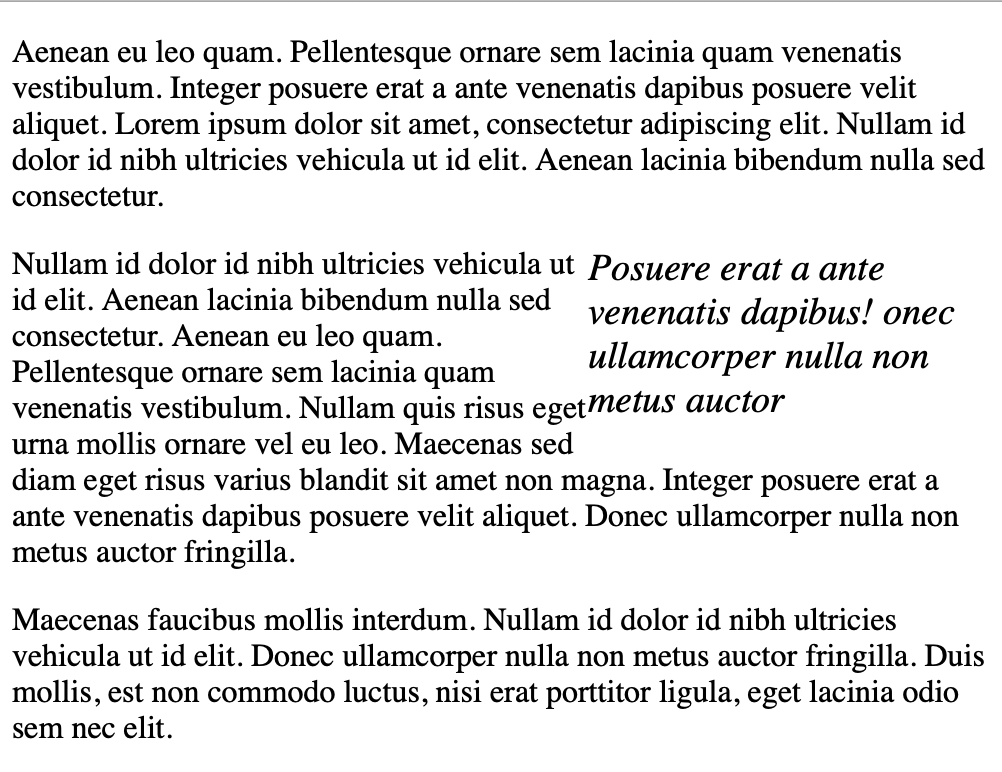 Aenean eu leo quam. Pellentesque ornare sem lacinia quam venenatis
vestibulum. Integer posuere erat a ante venenatis dapibus posuere velit
aliquet. Lorem ipsum dolor sit amet, consectetur adipiscing elit. Nullam id
dolor id nibh ultricies vehicula ut id elit. Aenean lacinia bibendum nulla sed
consectetur.
Nullam id dolor id nibh ultricies vehicula ut
id elit. Aenean lacinia bibendum nulla sed
consectetur. Aenean eu leo quam.
Pellentesque ornare sem lacinia quam
venenatis vestibulum. Nullam quis risus eget
urna mollis ornare vel eu leo. Maecenas sed
diam eget risus varius blandit sit amet non magna. Integer posuere erat a
ante venenatis dapibus posuere velit aliquet. Donec ullamcorper nulla non
metus auctor fringilla.
Posuere erat a ante
venenatis dapibus! onec
ullamcorper nulla non
metus auctor
Maecenas faucibus mollis interdum. Nullam id dolor id nibh ultricies
vehicula ut id elit. Donec ullamcorper nulla non metus auctor fringilla. Duis
mollis, est non commodo luctus, nisi erat porttitor ligula, eget lacinia odio
sem nec elit.